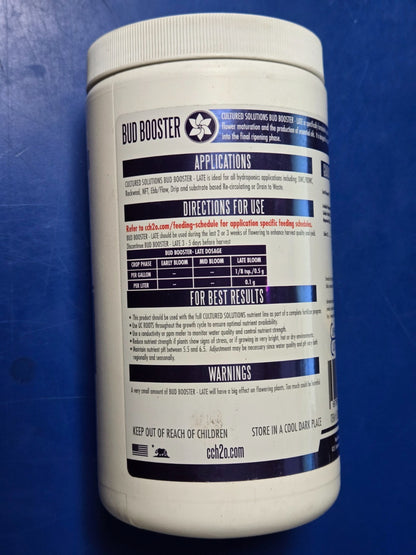 BUD BOOSTER
CULTURED SOLUTIONS BUD BOOSTER - LATE is specifically
flower maturation and the production of essential oils. It is
into the final ripening phase.
APPLICATIONS
CULTURED SOLUTIONS BUD BOOSTER - LATE is ideal for all hydroponics applications including:
Rockwool, NFT, Ebb/Flow, Drip and substrate based Re-circulating or Drain to Waste.
DIRECTIONS FOR USE
Refer to cch2o.com/feeding-schedule for application specific feeding schedules.
BUD BOOSTER - LATE should be used during the last 2 or 3 weeks of flowering to enhance harvest quality and yield.
Discontinue BUD BOOSTER - LATE 3 - 5 days before harvest
BUD BOOSTER- LATE DOSAGE
CROP PHASE EARLY BLOOM MID BLOOM LATE BLOOM
PER GALLON – – 1/8 tsp./0.5 g
PER LITER – – 0.1 g
FOR BEST RESULTS
• This product should be used with the full CULTURED SOLUTIONS nutrient line as part of a complete fertilizer program.
• Use UC ROOTS throughout the growth cycle to ensure optimal nutrient availability.
• Use a conductivity or ppm meter to monitor water quality and control nutrient strength.
• Reduce nutrient strength if plants show signs of stress, or if growing in very bright, hot or dry environments.
• Maintain nutrient pH between 5.5 and 6.5. Adjustment may be necessary since water quality and pH vary both
regionally and seasonally.
WARNINGS
A very small amount of BUD BOOSTER - LATE will have a big effect on flowering plants. Too much could be harmful
KEEP OUT OF REACH OF CHILDREN
STORE IN A COOL DARK PLACE
cch2o.com